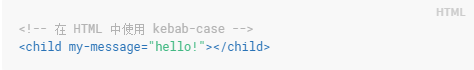 HTML
<!-- 在 HTML 中使用 kebab-case -->
<child my-message="hello!"></child>